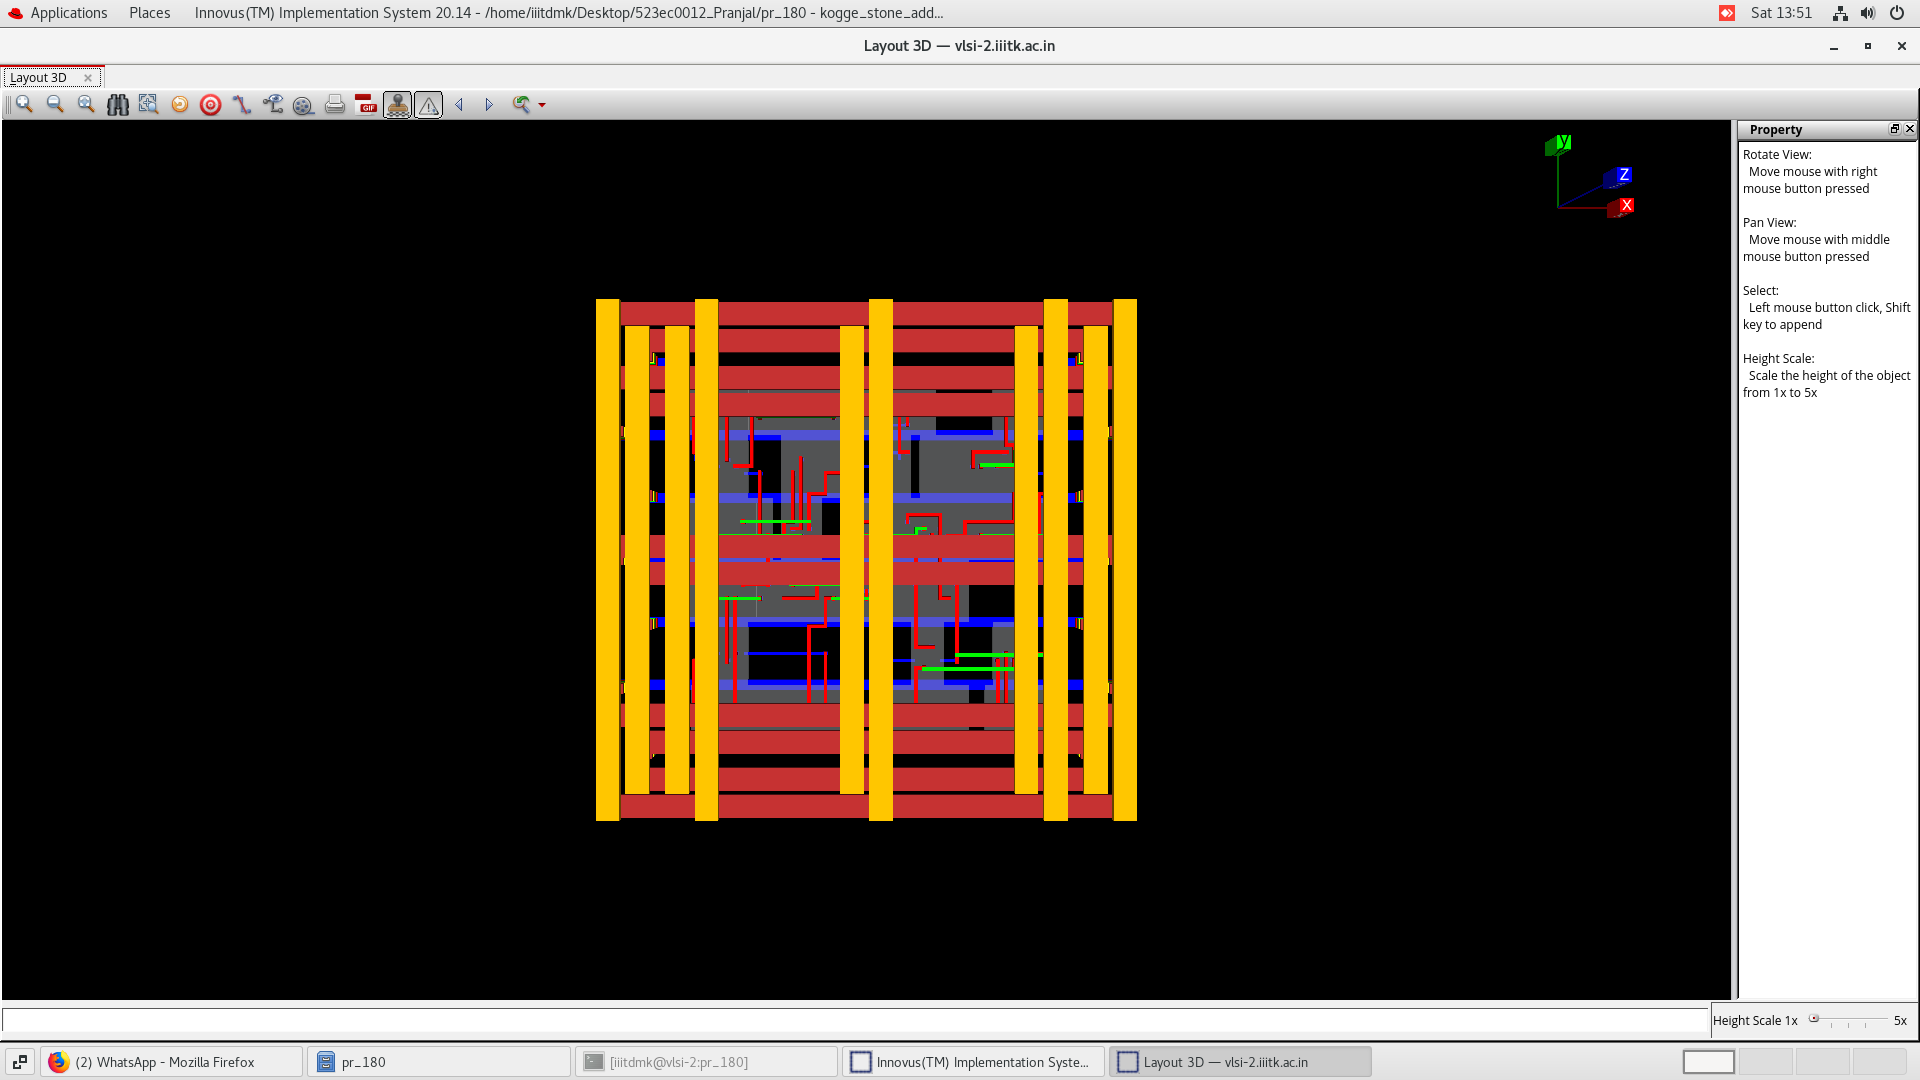 Applications Places Innovus(TM) Implementation System 20.14 - /home/iiitdmk/Desktop/523ec0012_Pranjal/pr_180 - kogge_stone_add... Sat 13:51
Layout 3D — vlsi-2.iiitk.ac.in
Layout 3D
GIF
Property
Rotate View:
Move mouse with right
mouse button pressed
Pan View:
Move mouse with middle
mouse button pressed
Select:
Left mouse button click, Shift
key to append
Height Scale:
Scale the height of the object
from 1x to 5x
y
Z
X
Height Scale 1x 5x
(2) WhatsApp - Mozilla Firefox pr_180 [iiitdmk@vlsi-2:pr_180] Innovus(TM) Implementation Syste... Layout 3D — vlsi-2.iiitk.ac.in